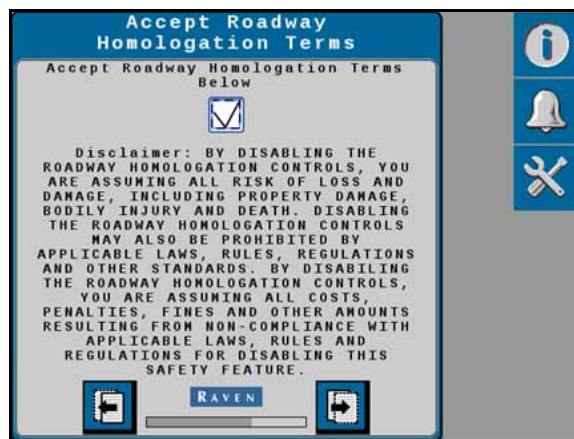 Accept Roadway
Homologation Terms
Accept Roadway Homologation Terms
Below
Disclaimer: BY DISABLING THE
ROADWAY HOMOLOGATION CONTROLS, YOU
ARE ASSUMING ALL RISK OF LOSS AND
DAMAGE, INCLUDING PROPERTY DAMAGE,
BODILY INJURY AND DEATH. DISABLING
THE ROADWAY HOMOLOGATION CONTROLS
MAY ALSO BE PROHIBITED BY
APPLICABLE LAWS, RULES, REGULATIONS
AND OTHER STANDARDS. BY DISABILING
THE ROADWAY HOMOLOGATION CONTROLS,
YOU ARE ASSUMING ALL COSTS,
PENALTIES, FINES AND OTHER AMOUNTS
RESULTING FROM NON-COMPLIANCE WITH
APPLICABLE LAWS, RULES AND
REGULATIONS FOR DISABLING THIS
SAFETY FEATURE.
RAVEN